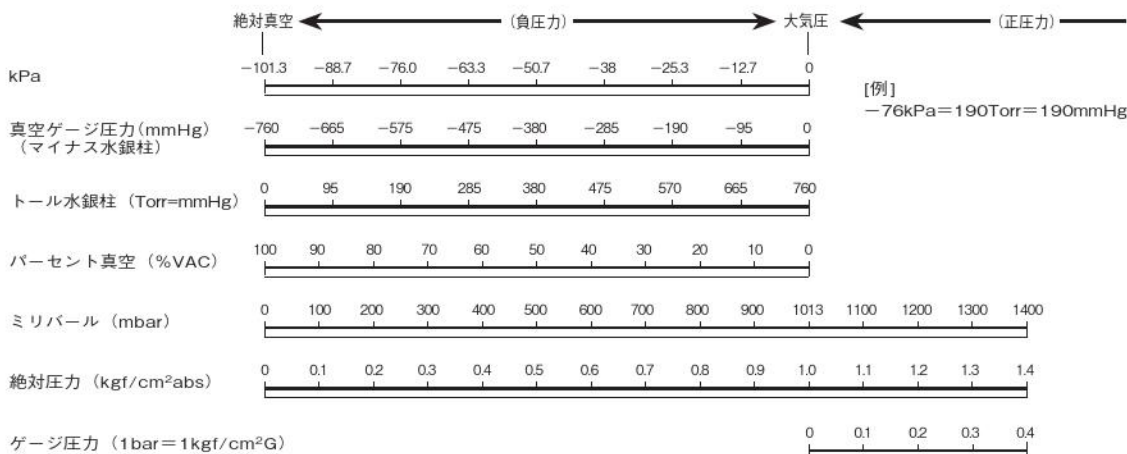 絶対真空 (負圧力) 大気圧 (正圧力)
kPa −101.3 −88.7 −76.0 −63.3 −50.7 −38 −25.3 −12.7 0
[例]
−76kPa=190Torr=190mmHg
真空ゲージ圧力(mmHg) −760 −665 −575 −475 −380 −285 −190 −95 0
(マイナス水銀柱)
トール水銀柱 (Torr=mmHg) 0 95 190 285 380 475 570 665 760
パーセント真空 (%VAC) 100 90 80 70 60 50 40 30 20 10 0
ミリバール (mbar) 0 100 200 300 400 500 600 700 800 900 1013 1100 1200 1300 1400
絶対圧力 (kgf/cm²abs) 0 0.1 0.2 0.3 0.4 0.5 0.6 0.7 0.8 0.9 1.0 1.1 1.2 1.3 1.4
ゲージ圧力 (1bar=1kgf/cm²G) 0 0.1 0.2 0.3 0.4